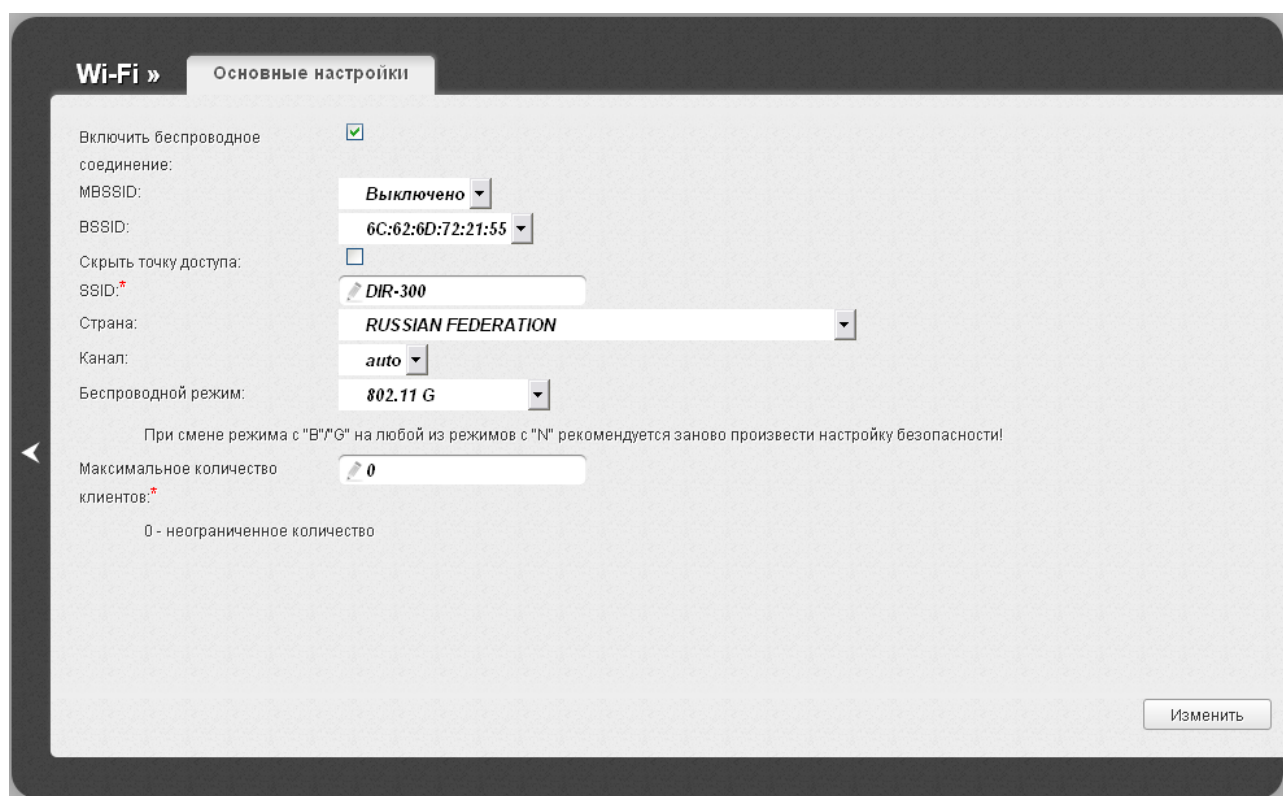 Wi-Fi » Основные настройки
Включить беспроводное
соединение:
MBSSID: Выключено
BSSID: 6C:62:6D:72:21:55
Скрыть точку доступа:
SSID:* DIR-300
Страна: RUSSIAN FEDERATION
Канал: auto
Беспроводной режим: 802.11 G
При смене режима с "B"/"G" на любой из режимов с "N" рекомендуется заново произвести настройку безопасности!
Максимальное количество
клиентов:* 0
0 - неограниченное количество
Изменить